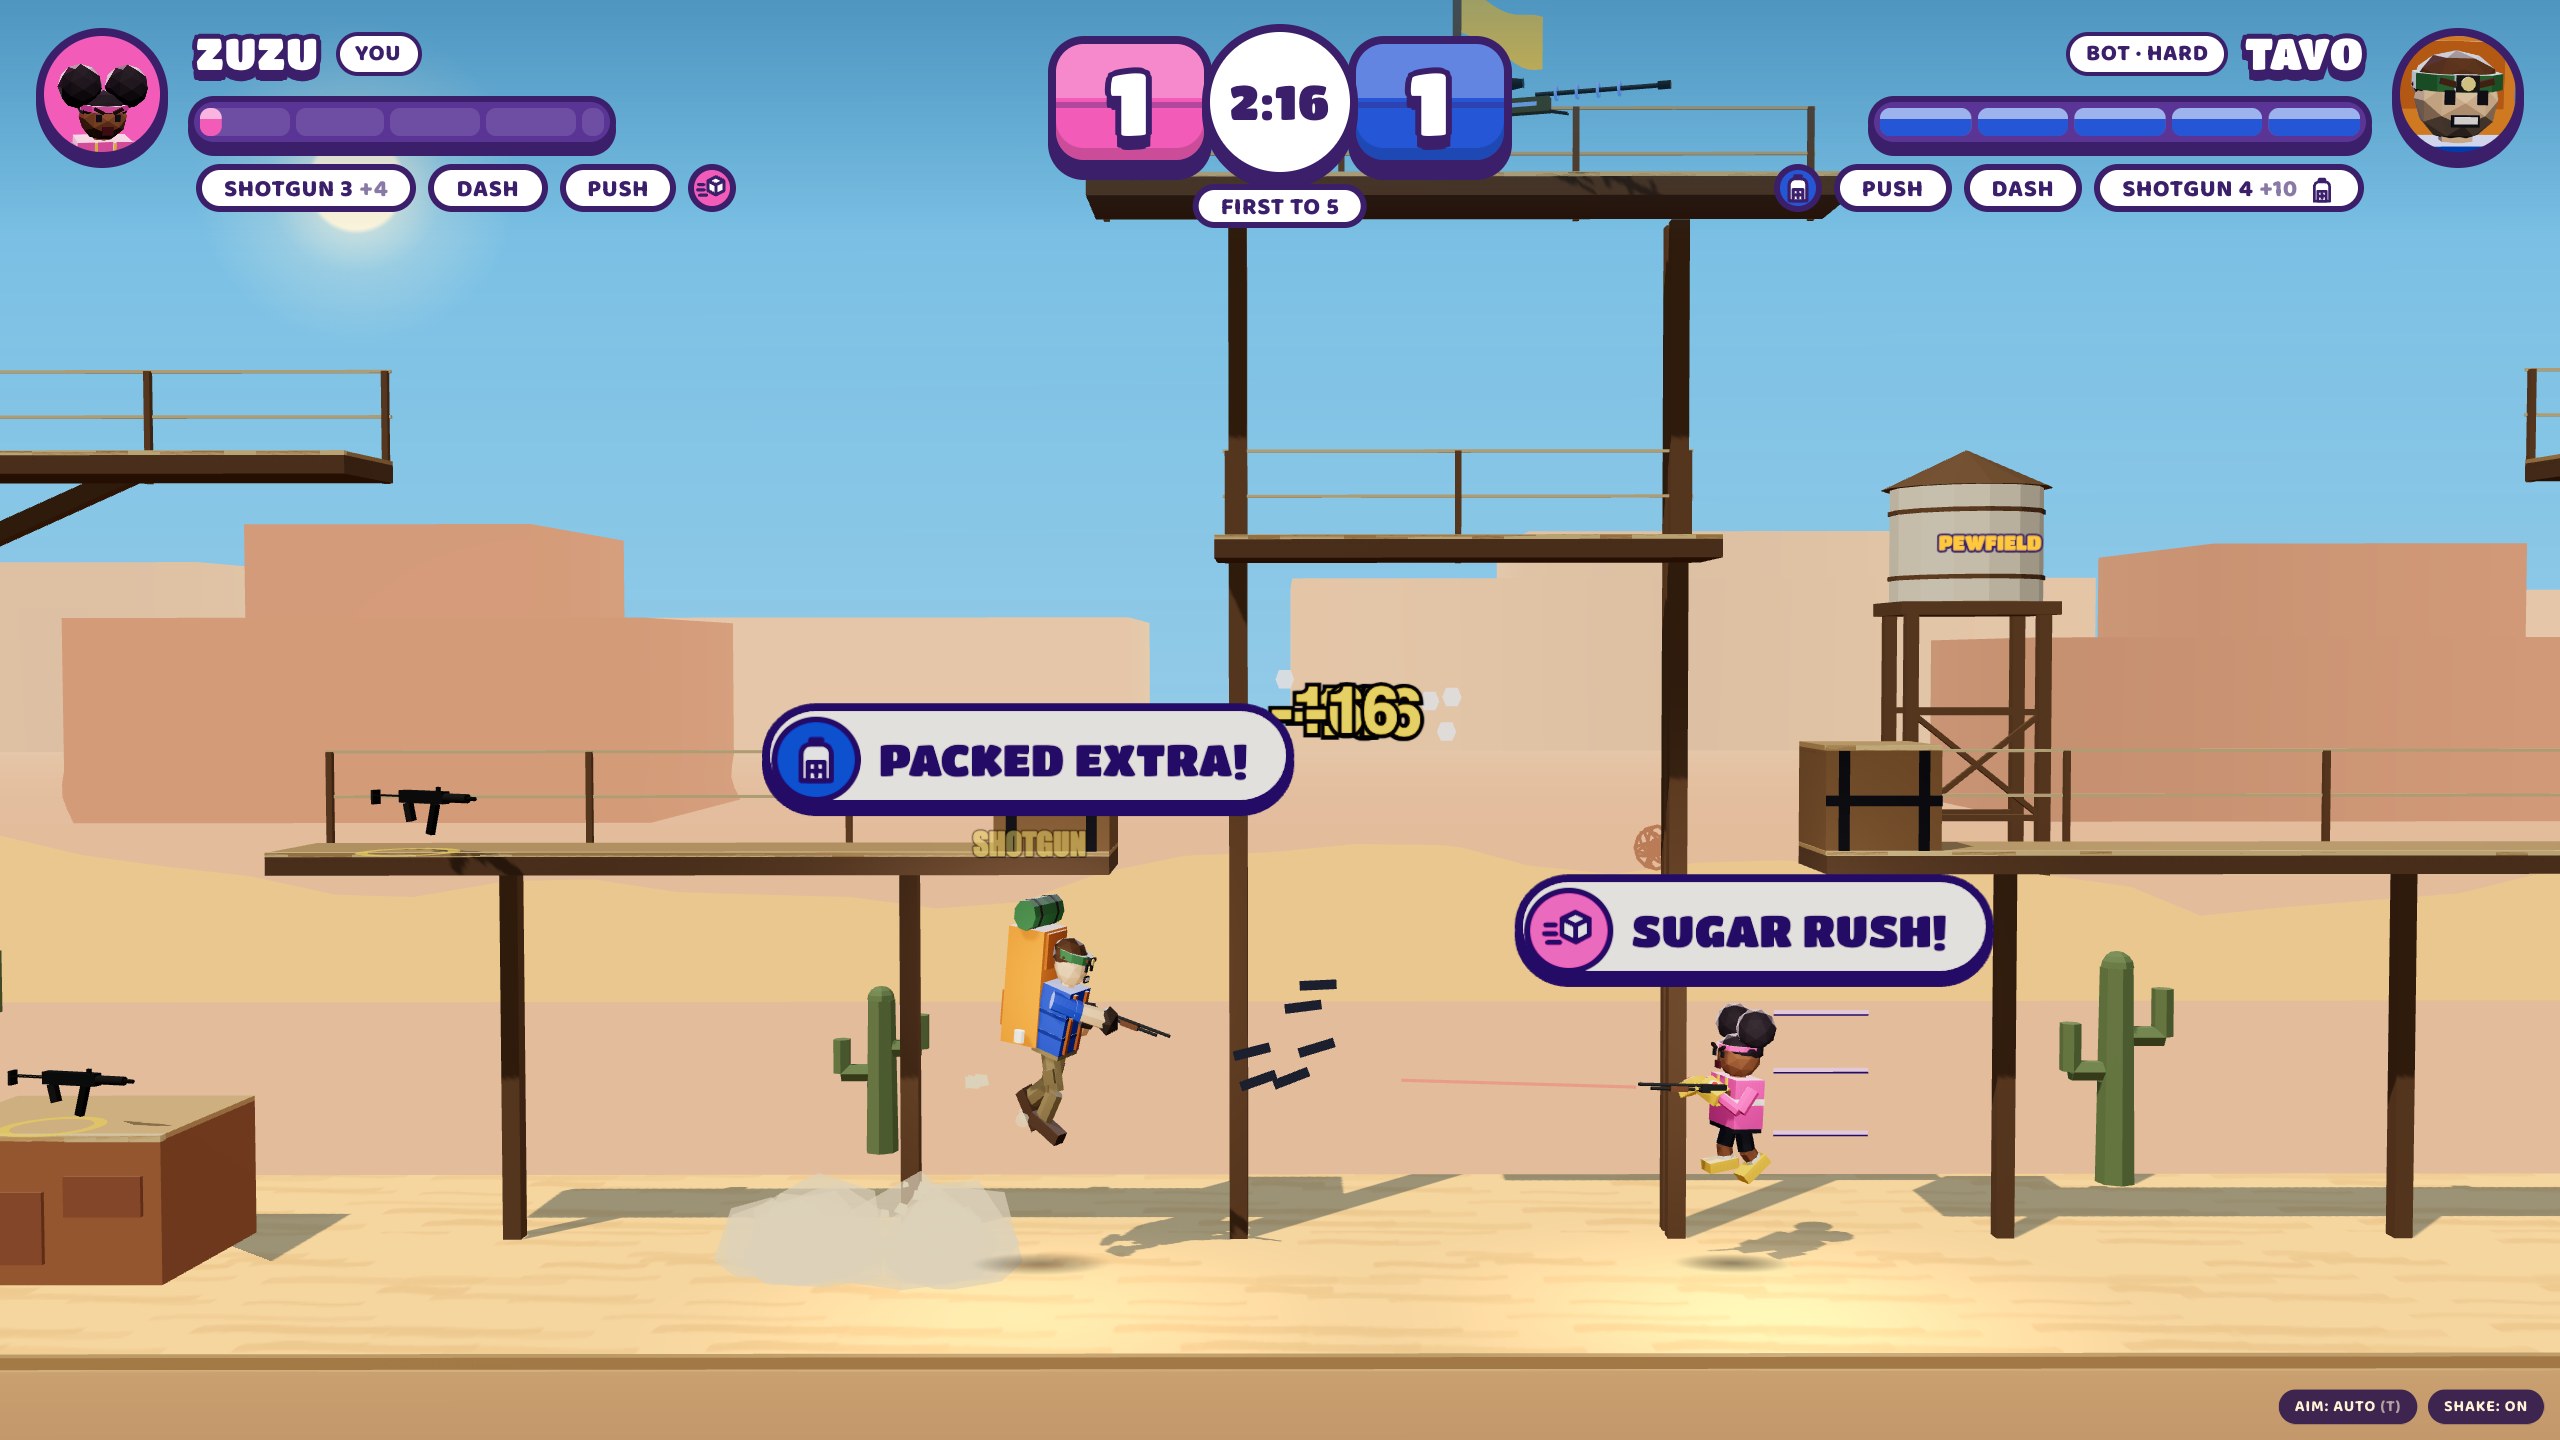 ZUZU YOU
SHOTGUN 3 +4 DASH PUSH
1 2:16 1
FIRST TO 5
BOT · HARD TAVO
PUSH DASH SHOTGUN 4 +10
PEWFIELD
PACKED EXTRA!
SHOTGUN
SUGAR RUSH!
AIM: AUTO (T) SHAKE: ON